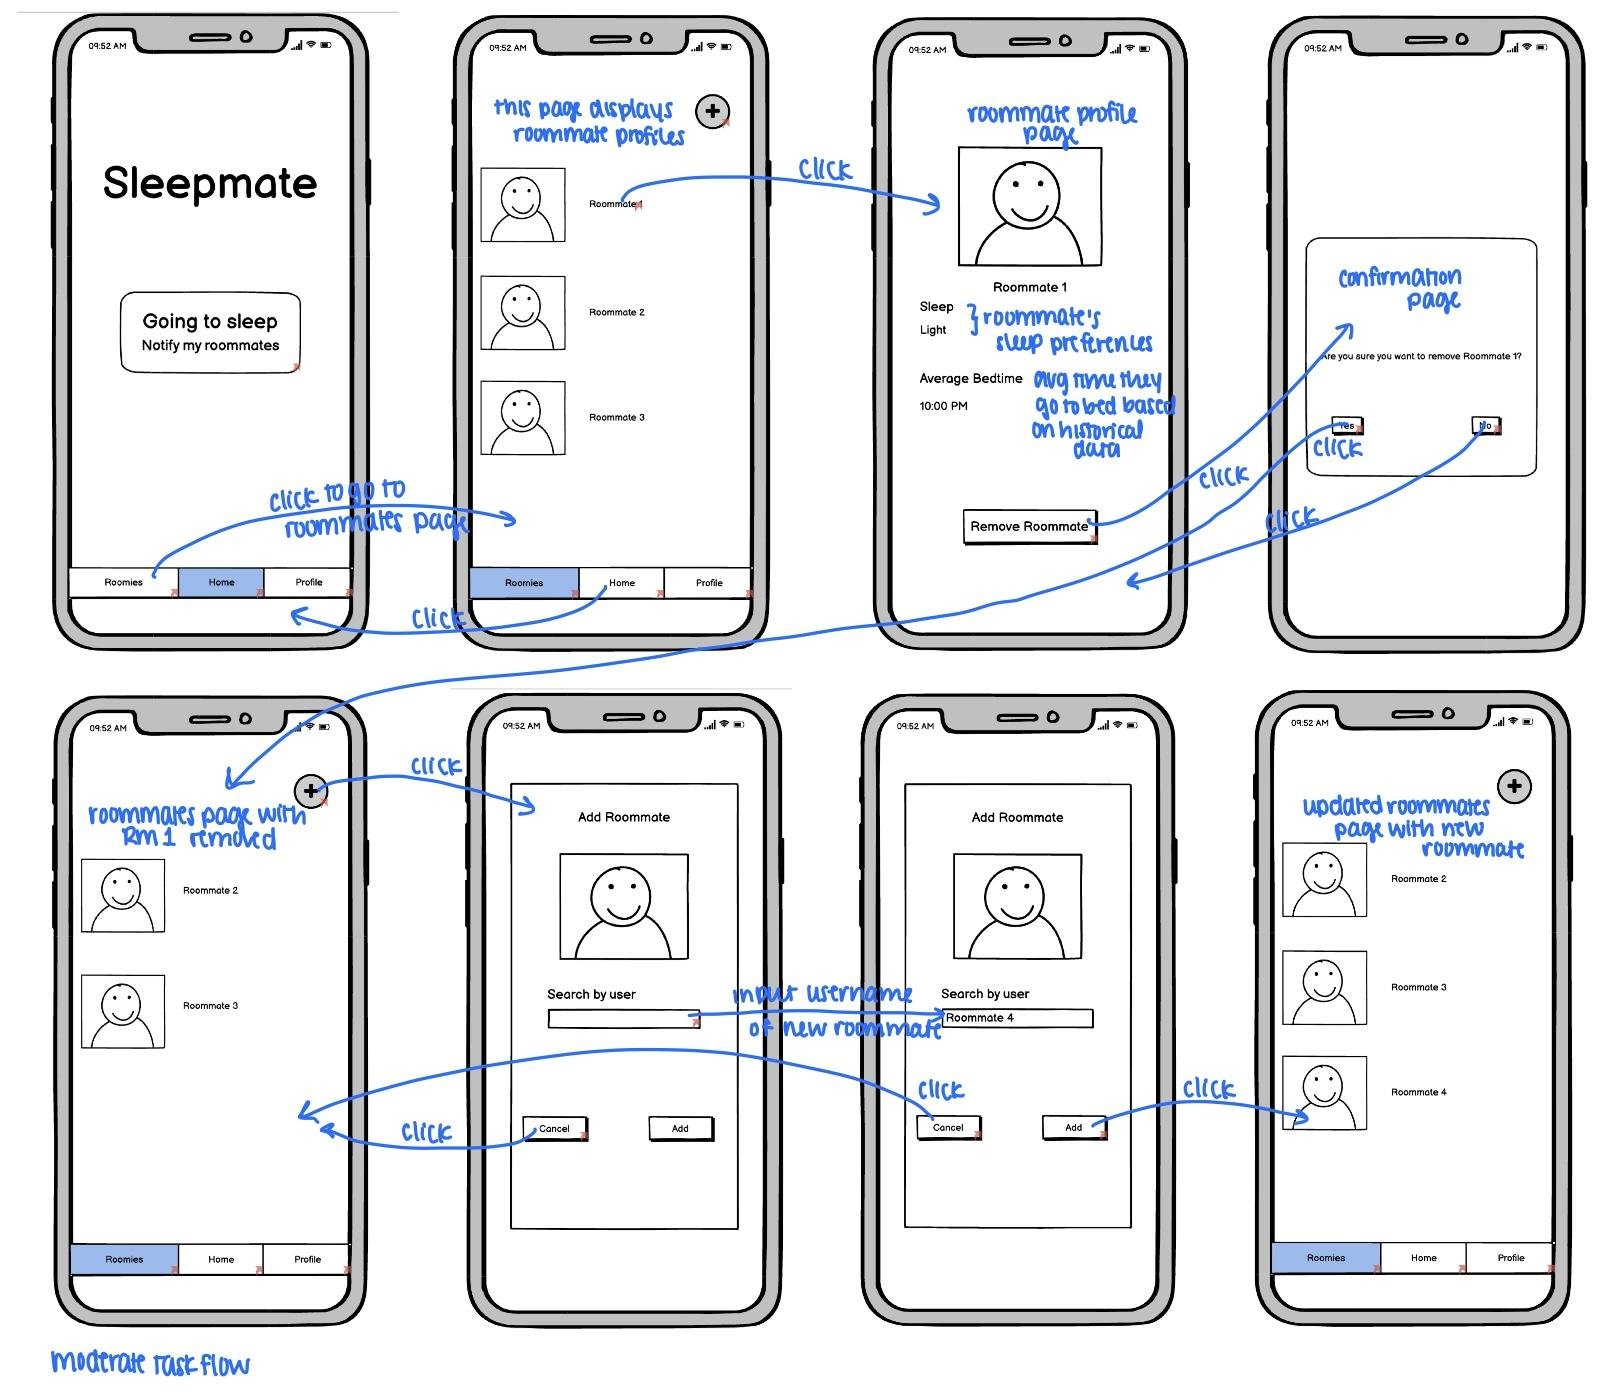 09:52 AM
Sleepmate
Going to sleep
Notify my roommates
click to go to
roommates page
Roomies
Home
Profile
09:52 AM
this page displays
roommate profiles
+
Roommate 1
Roommate 2
Roommate 3
Roomies
Home
Profile
click
click
09:52 AM
roommate profile
page
Roommate 1
Sleep
Light
roommate's
sleep preferences
Average Bedtime
10:00 PM
avg time they
go to bed based
on historical
data
Remove Roommate
click
09:52 AM
confirmation
page
Are you sure you want to remove Roommate 1?
Yes
No
click
click
09:52 AM
+
roommates page with
Rm 1 removed
Roommate 2
Roommate 3
Roomies
Home
Profile
click
09:52 AM
Add Roommate
Search by user
Cancel
Add
click
input username
of new roommate
09:52 AM
Add Roommate
Search by user
Roommate 4
click
Cancel
Add
click
09:52 AM
+
updated roommates
page with new
roommate
Roommate 2
Roommate 3
Roommate 4
Roomies
Home
Profile
moderate task flow